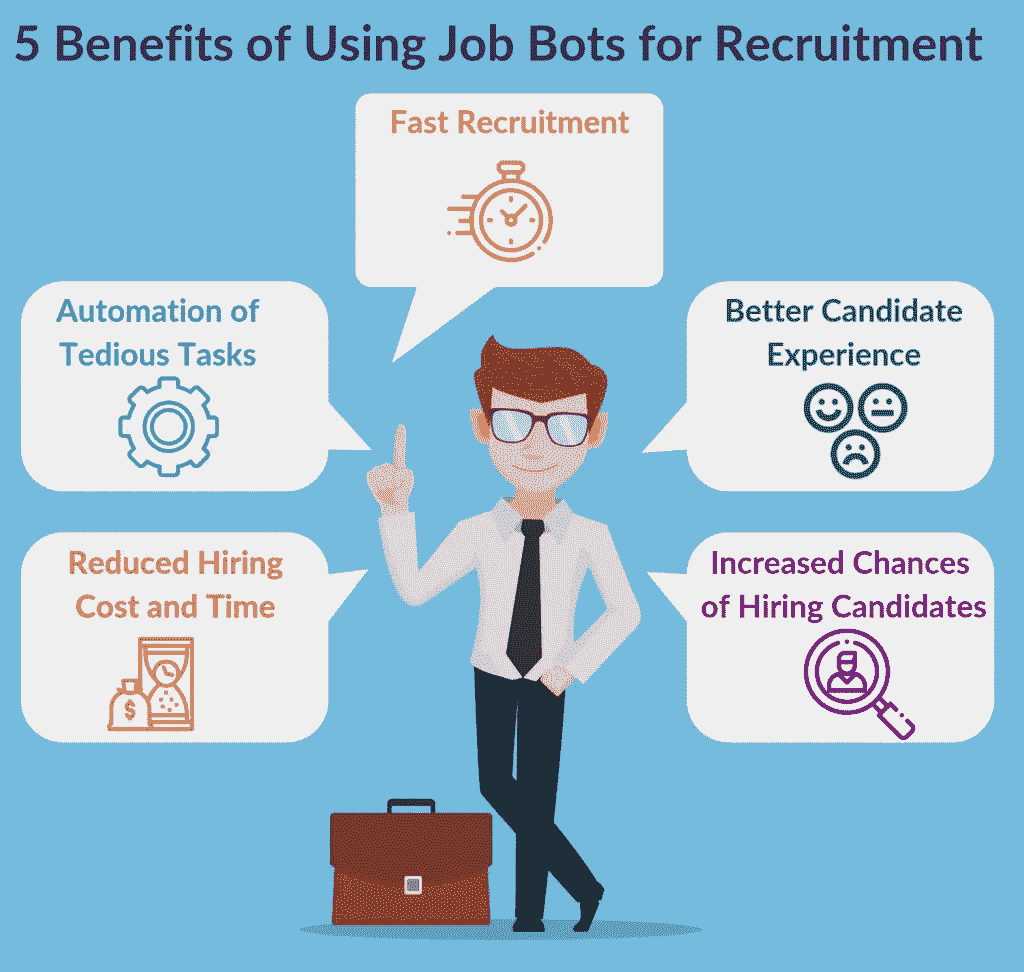 5 Benefits of Using Job Bots for Recruitment
Fast Recruitment
Automation of
Tedious Tasks
Better Candidate
Experience
Reduced Hiring
Cost and Time
$
Increased Chances
of Hiring Candidates